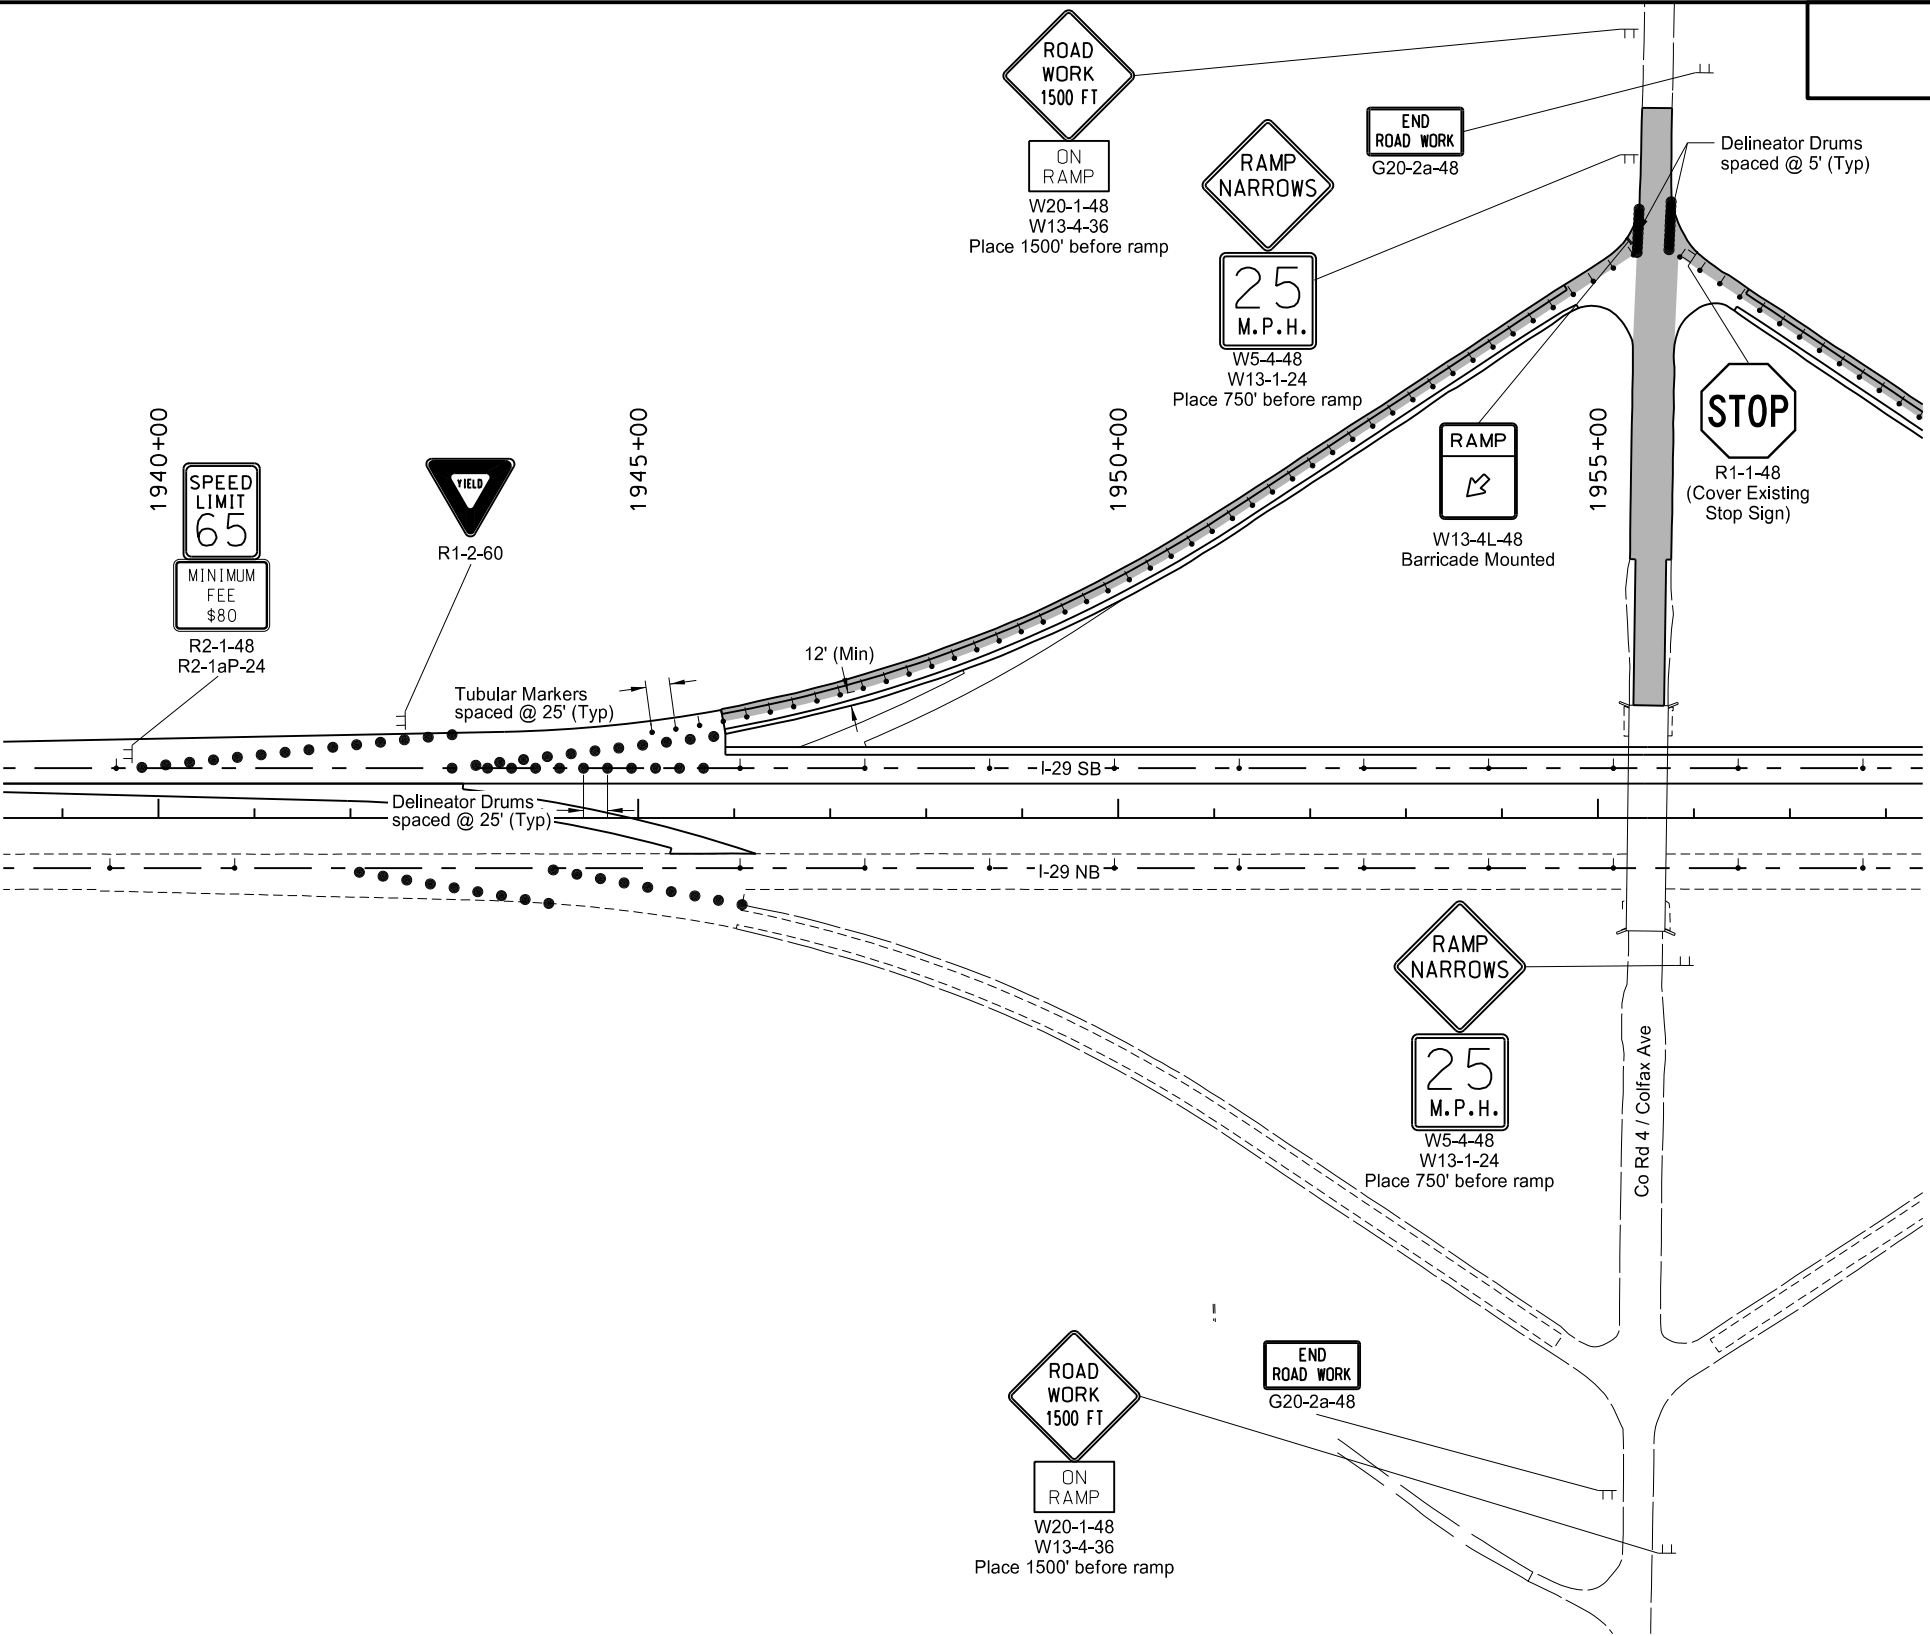 ROAD
WORK
1500 FT
ON
RAMP
W20-1-48
W13-4-36
Place 1500' before ramp
END
ROAD WORK
G20-2a-48
RAMP
NARROWS
25
M.P.H.
W5-4-48
W13-1-24
Place 750' before ramp
Delineator Drums
spaced @ 5' (Typ)
1940+00
1945+00
1950+00
1955+00
SPEED
LIMIT
65
MINIMUM
FEE
$80
R2-1-48
R2-1aP-24
YIELD
R1-2-60
RAMP
W13-4L-48
Barricade Mounted
STOP
R1-1-48
(Cover Existing
Stop Sign)
12' (Min)
Tubular Markers
spaced @ 25' (Typ)
I-29 SB
Delineator Drums
spaced @ 25' (Typ)
I-29 NB
RAMP
NARROWS
25
M.P.H.
W5-4-48
W13-1-24
Place 750' before ramp
Co Rd 4 / Colfax Ave
ROAD
WORK
1500 FT
ON
RAMP
W20-1-48
W13-4-36
Place 1500' before ramp
END
ROAD WORK
G20-2a-48